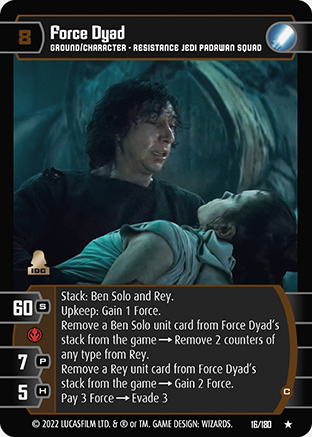 8
Force Dyad
GROUND/CHARACTER - RESISTANCE JEDI PADAWAN SQUAD
IDC
60 S
7 P
5 H
Stack: Ben Solo and Rey.
Upkeep: Gain 1 Force.
Remove a Ben Solo unit card from Force Dyad's
stack from the game → Remove 2 counters of
any type from Rey.
Remove a Rey unit card from Force Dyad's
stack from the game → Gain 2 Force.
Pay 3 Force → Evade 3
C
© 2022 LUCASFILM LTD. & ® or TM. GAME DESIGN: WIZARDS. 16/180